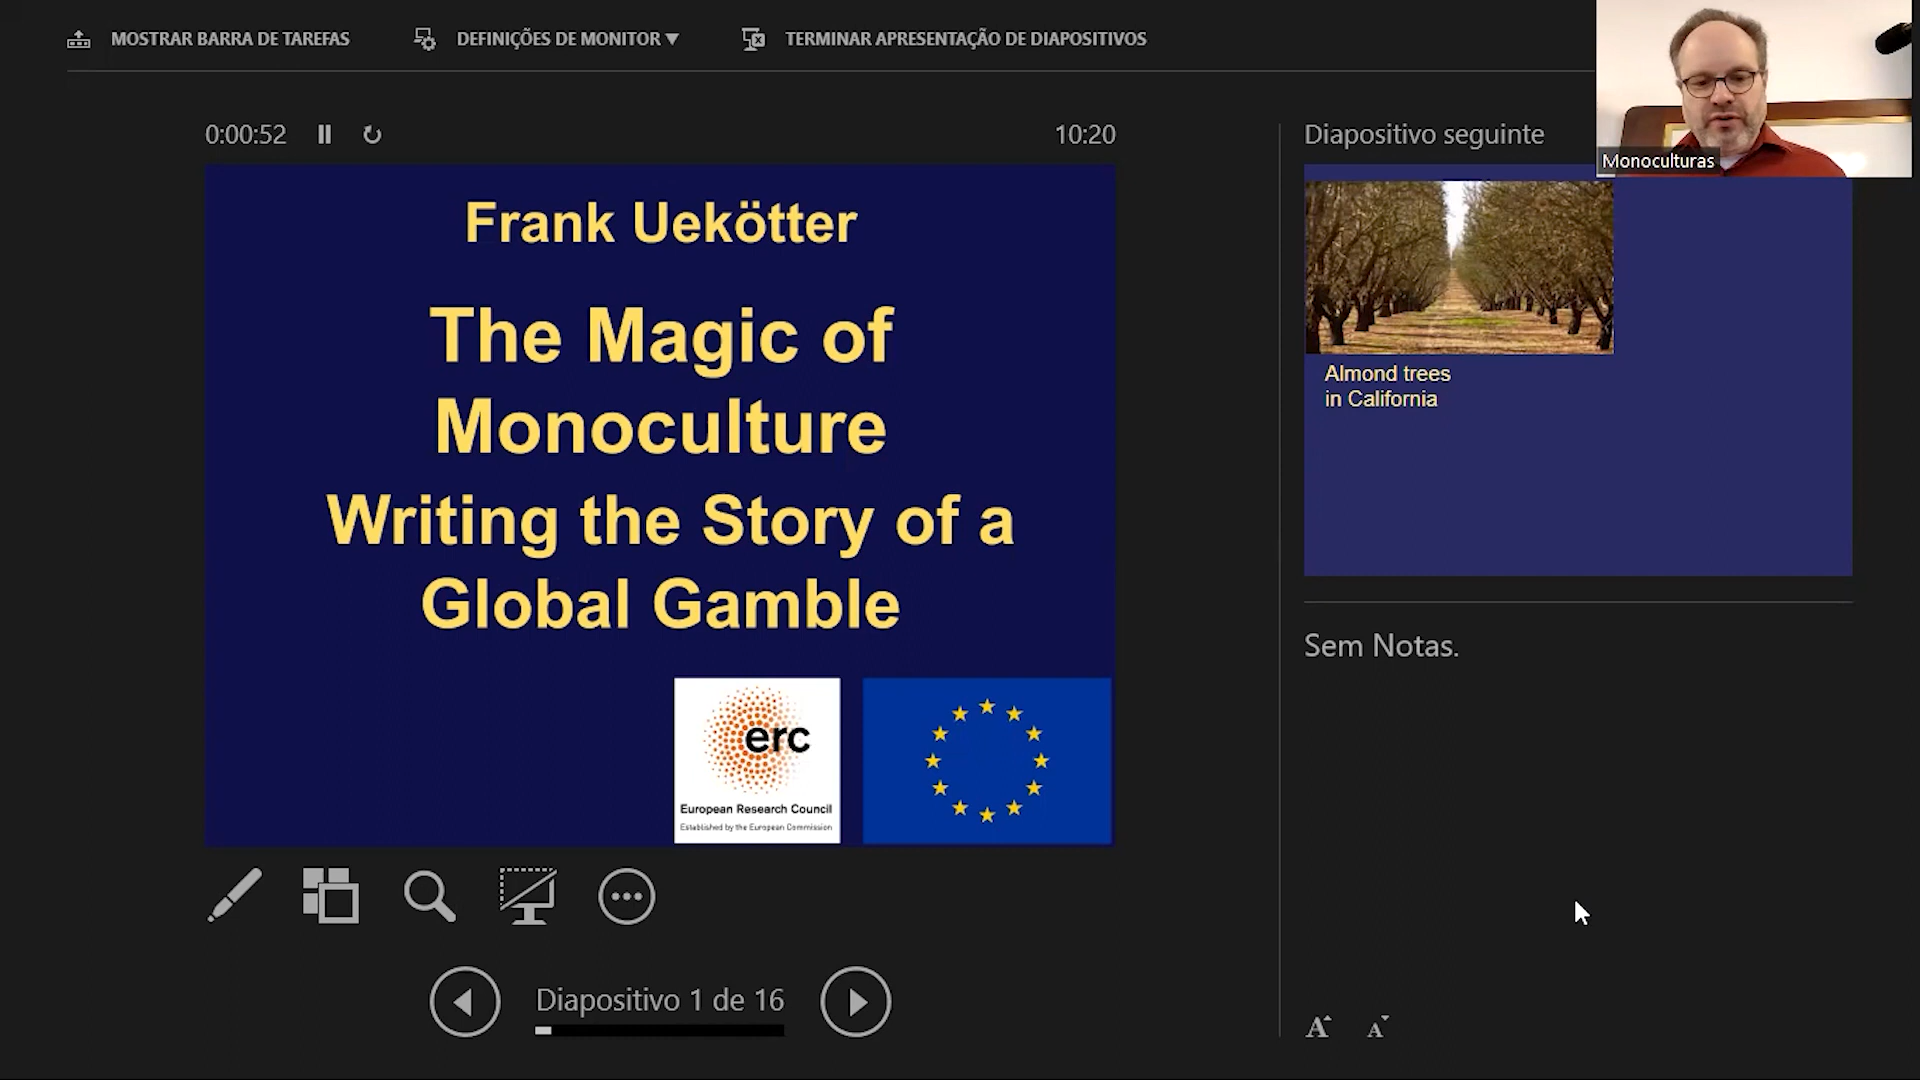 MOSTRAR BARRA DE TAREFAS
DEFINIÇÕES DE MONITOR
TERMINAR APRESENTAÇÃO DE DIAPOSITIVOS
Monoculturas
0:00:52
10:20
Diapositivo seguinte
Frank Uekötter
The Magic of
Monoculture
Writing the Story of a
Global Gamble
erc
European Research Council
Established by the European Commission
Almond trees
in California
Sem Notas.
Diapositivo 1 de 16
A
A